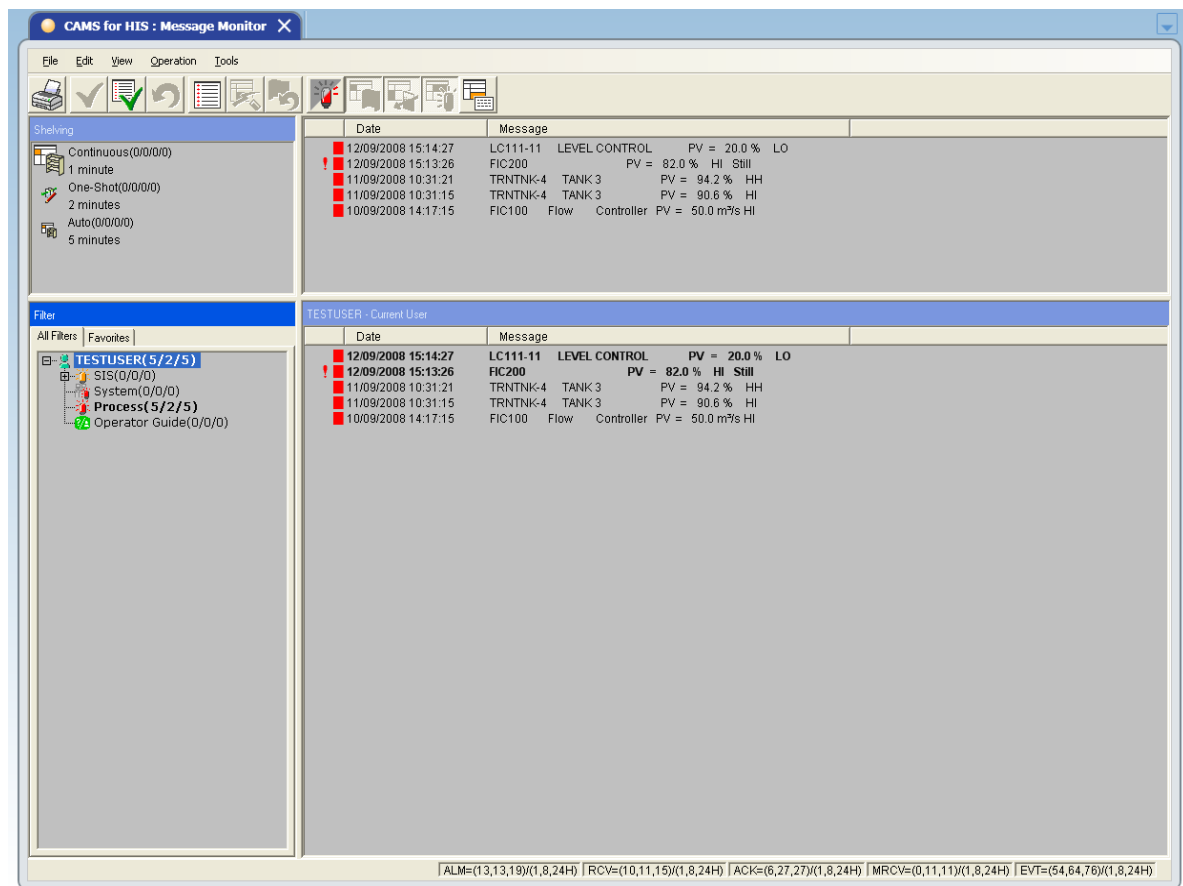 CAMS for HIS : Message Monitor
File Edit View Operation Tools
Shelving
Continuous(0/0/0/0)
1 minute
One-Shot(0/0/0/0)
2 minutes
Auto(0/0/0/0)
5 minutes
Date Message
12/09/2008 15:14:27 LC111-11 LEVEL CONTROL PV = 20.0 % LO
! 12/09/2008 15:13:26 FIC200 PV = 82.0 % HI Still
11/09/2008 10:31:21 TRNTNK-4 TANK 3 PV = 94.2 % HH
11/09/2008 10:31:15 TRNTNK-4 TANK 3 PV = 90.6 % HI
10/09/2008 14:17:15 FIC100 Flow Controller PV = 50.0 m³/s HI
Filter
All Filters Favorites
TESTUSER(5/2/5)
SIS(0/0/0)
System(0/0/0)
Process(5/2/5)
Operator Guide(0/0/0)
TESTUSER - Current User
Date Message
12/09/2008 15:14:27 LC111-11 LEVEL CONTROL PV = 20.0 % LO
! 12/09/2008 15:13:26 FIC200 PV = 82.0 % HI Still
11/09/2008 10:31:21 TRNTNK-4 TANK 3 PV = 94.2 % HH
11/09/2008 10:31:15 TRNTNK-4 TANK 3 PV = 90.6 % HI
10/09/2008 14:17:15 FIC100 Flow Controller PV = 50.0 m³/s HI
ALM=(13,13,19)/(1,8,24H) RCV=(10,11,15)/(1,8,24H) ACK=(6,27,27)/(1,8,24H) MRCV=(0,11,11)/(1,8,24H) EVT=(54,64,76)/(1,8,24H)